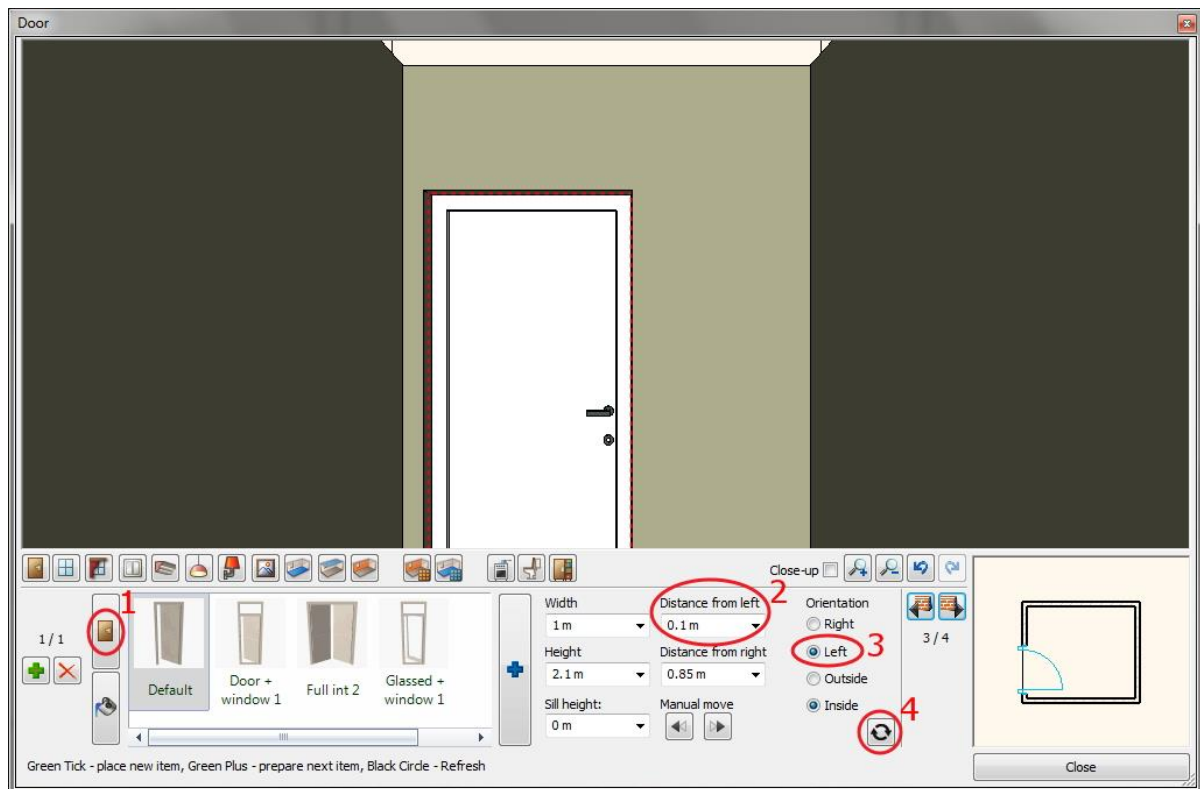 Door
Close-up
1
1 / 1
Default
Door +
window 1
Full int 2
Glassed +
window 1
Width
1 m
Height
2.1 m
Sill height:
0 m
Distance from left
2
0.1 m
Distance from right
0.85 m
Manual move
Orientation
Right
Left
3
Outside
Inside
4
3 / 4
Green Tick - place new item, Green Plus - prepare next item, Black Circle - Refresh
Close